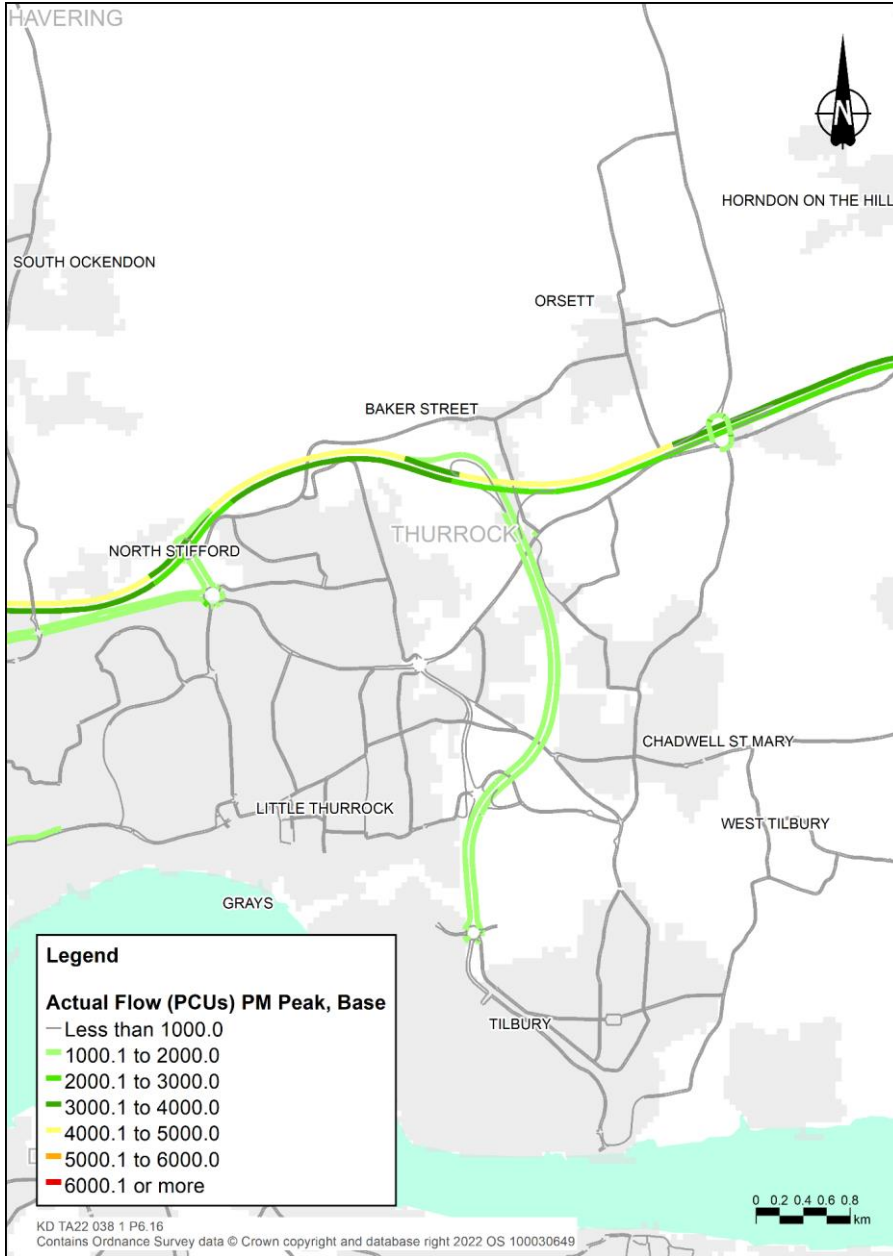 HAVERING
N
HORNDON ON THE HILL
SOUTH OCKENDON
ORSETT
BAKER STREET
THURROCK
NORTH STIFFORD
CHADWELL ST MARY
LITTLE THURROCK
WEST TILBURY
GRAYS
TILBURY
Legend
Actual Flow (PCUs) PM Peak, Base
Less than 1000.0
1000.1 to 2000.0
2000.1 to 3000.0
3000.1 to 4000.0
4000.1 to 5000.0
5000.1 to 6000.0
6000.1 or more
0 0.2 0.4 0.6 0.8
km
KD TA22 038 1 P6.16
Contains Ordnance Survey data © Crown copyright and database right 2022 OS 100030649